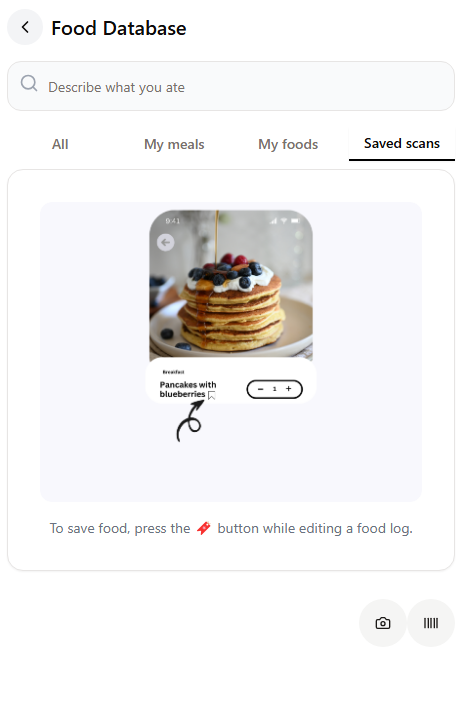 Food Database
Describe what you ate
All
My meals
My foods
Saved scans
9:41
Breakfast
Pancakes with
blueberries
1
To save food, press the button while editing a food log.